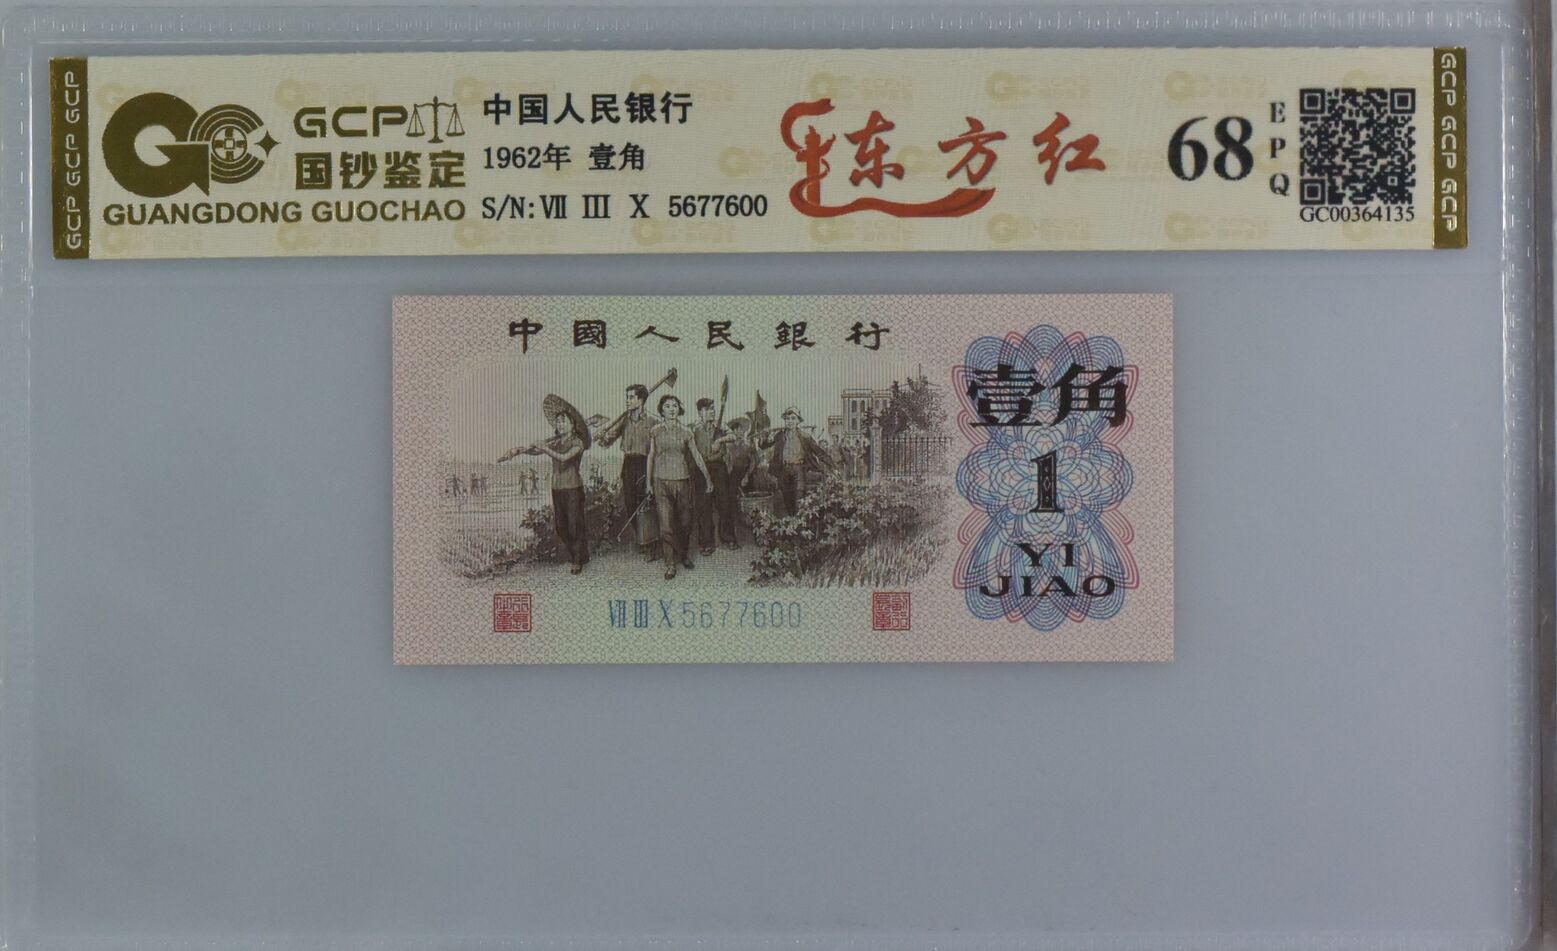 GCP GCP GCP
GCP
国钞鉴定
GUANGDONG GUOCHAO
中国人民银行
1962年 壹角
S/N: Ⅶ Ⅲ Ⅹ 5677600
东方红
68
EPQ
GC00364135
GCP GCP GCP
中國人民銀行
壹角
1
YI
JIAO
Ⅶ Ⅲ Ⅹ 5677600